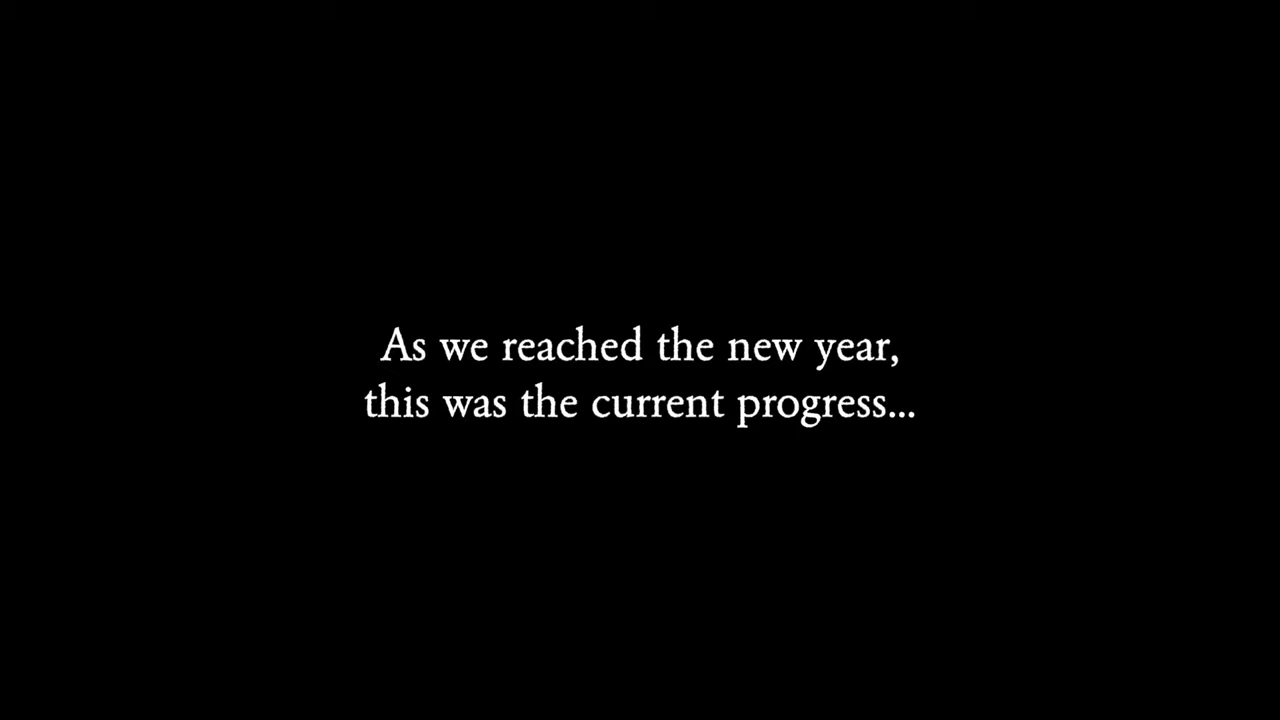 As we reached the new year,
this was the current progress...